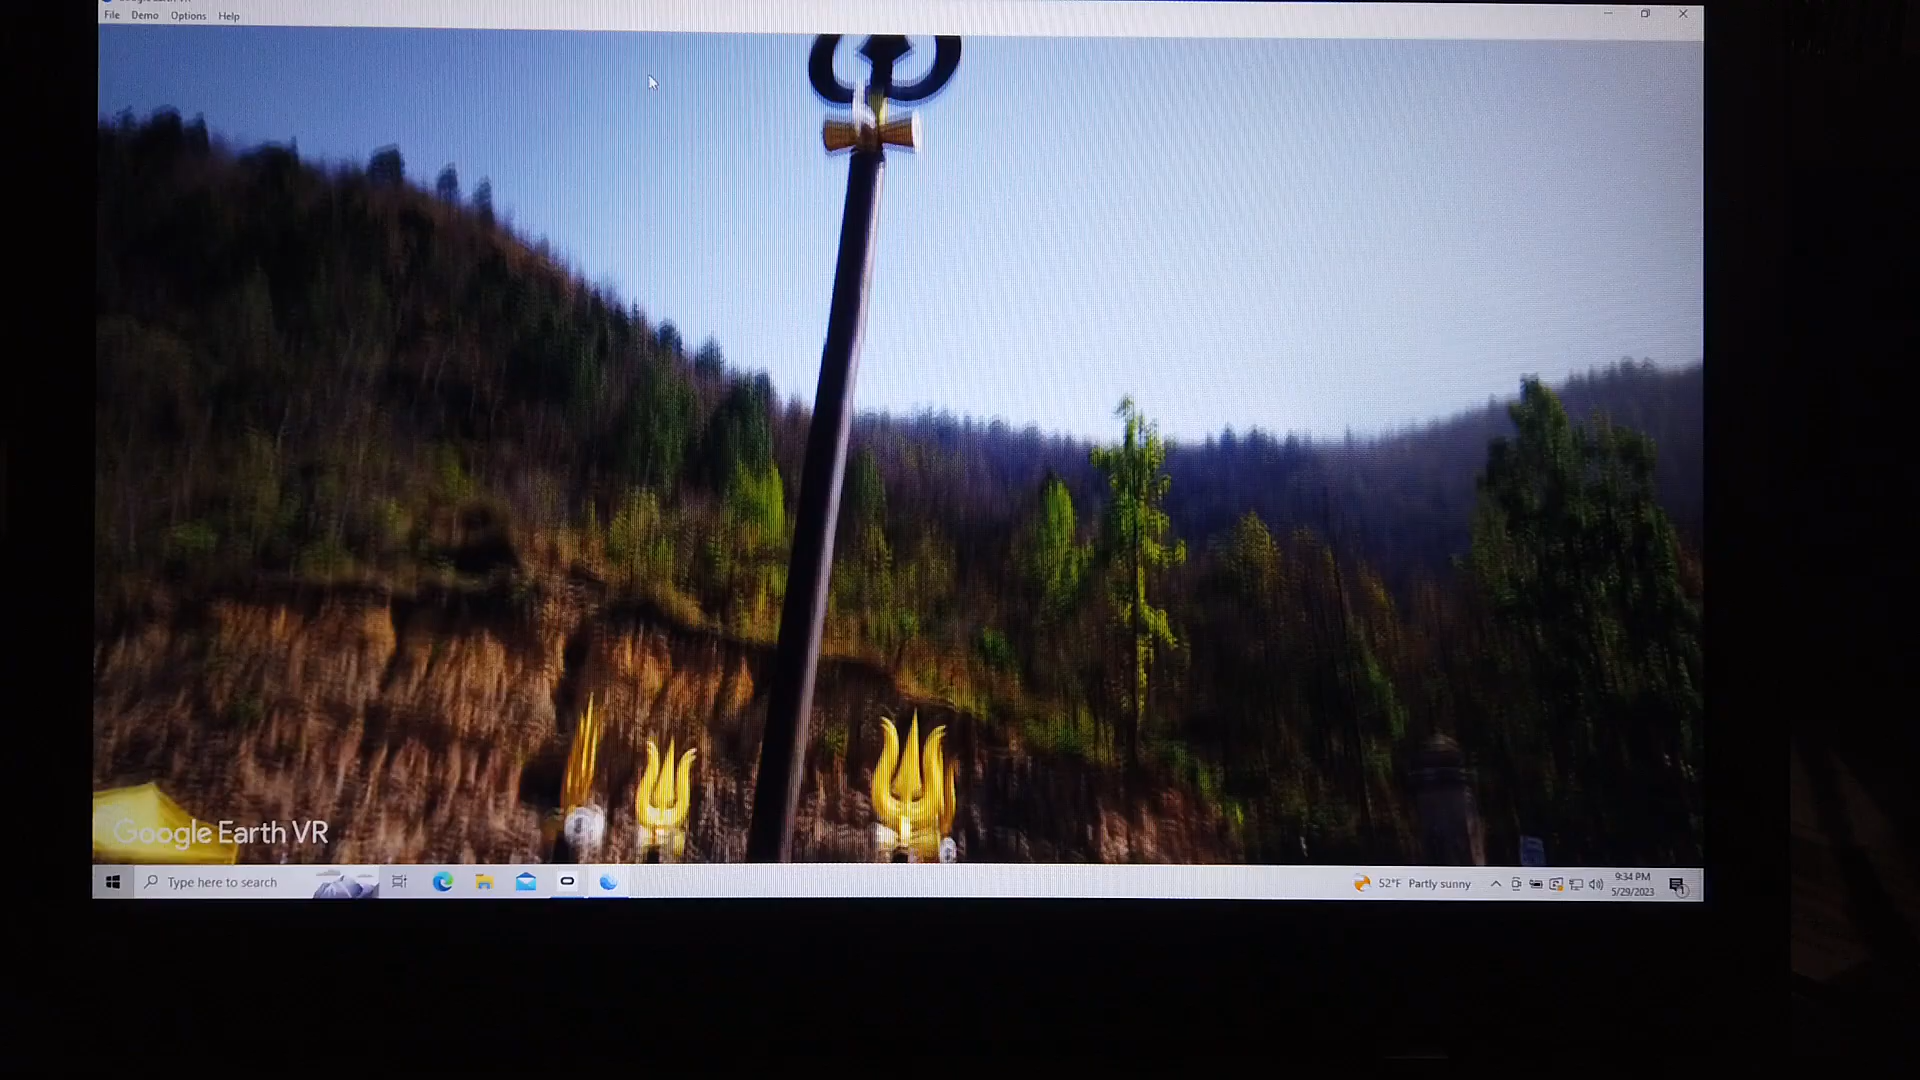 File Demo Options Help
Google Earth VR
Type here to search
52°F Partly sunny
9:34 PM
5/29/2023
1